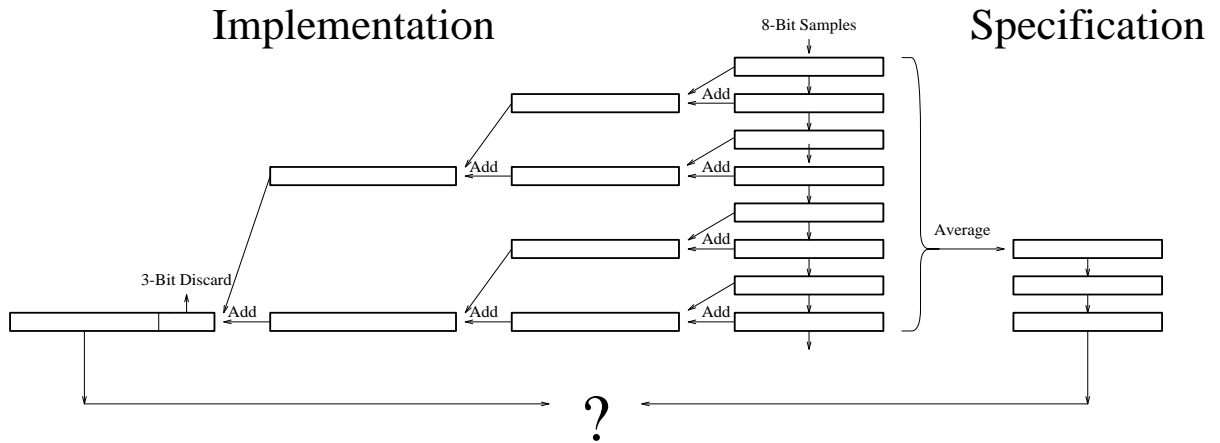 Implementation
8-Bit Samples
Specification
Add
Add
Add
Add
Average
Add
3-Bit Discard
Add
Add
Add
?